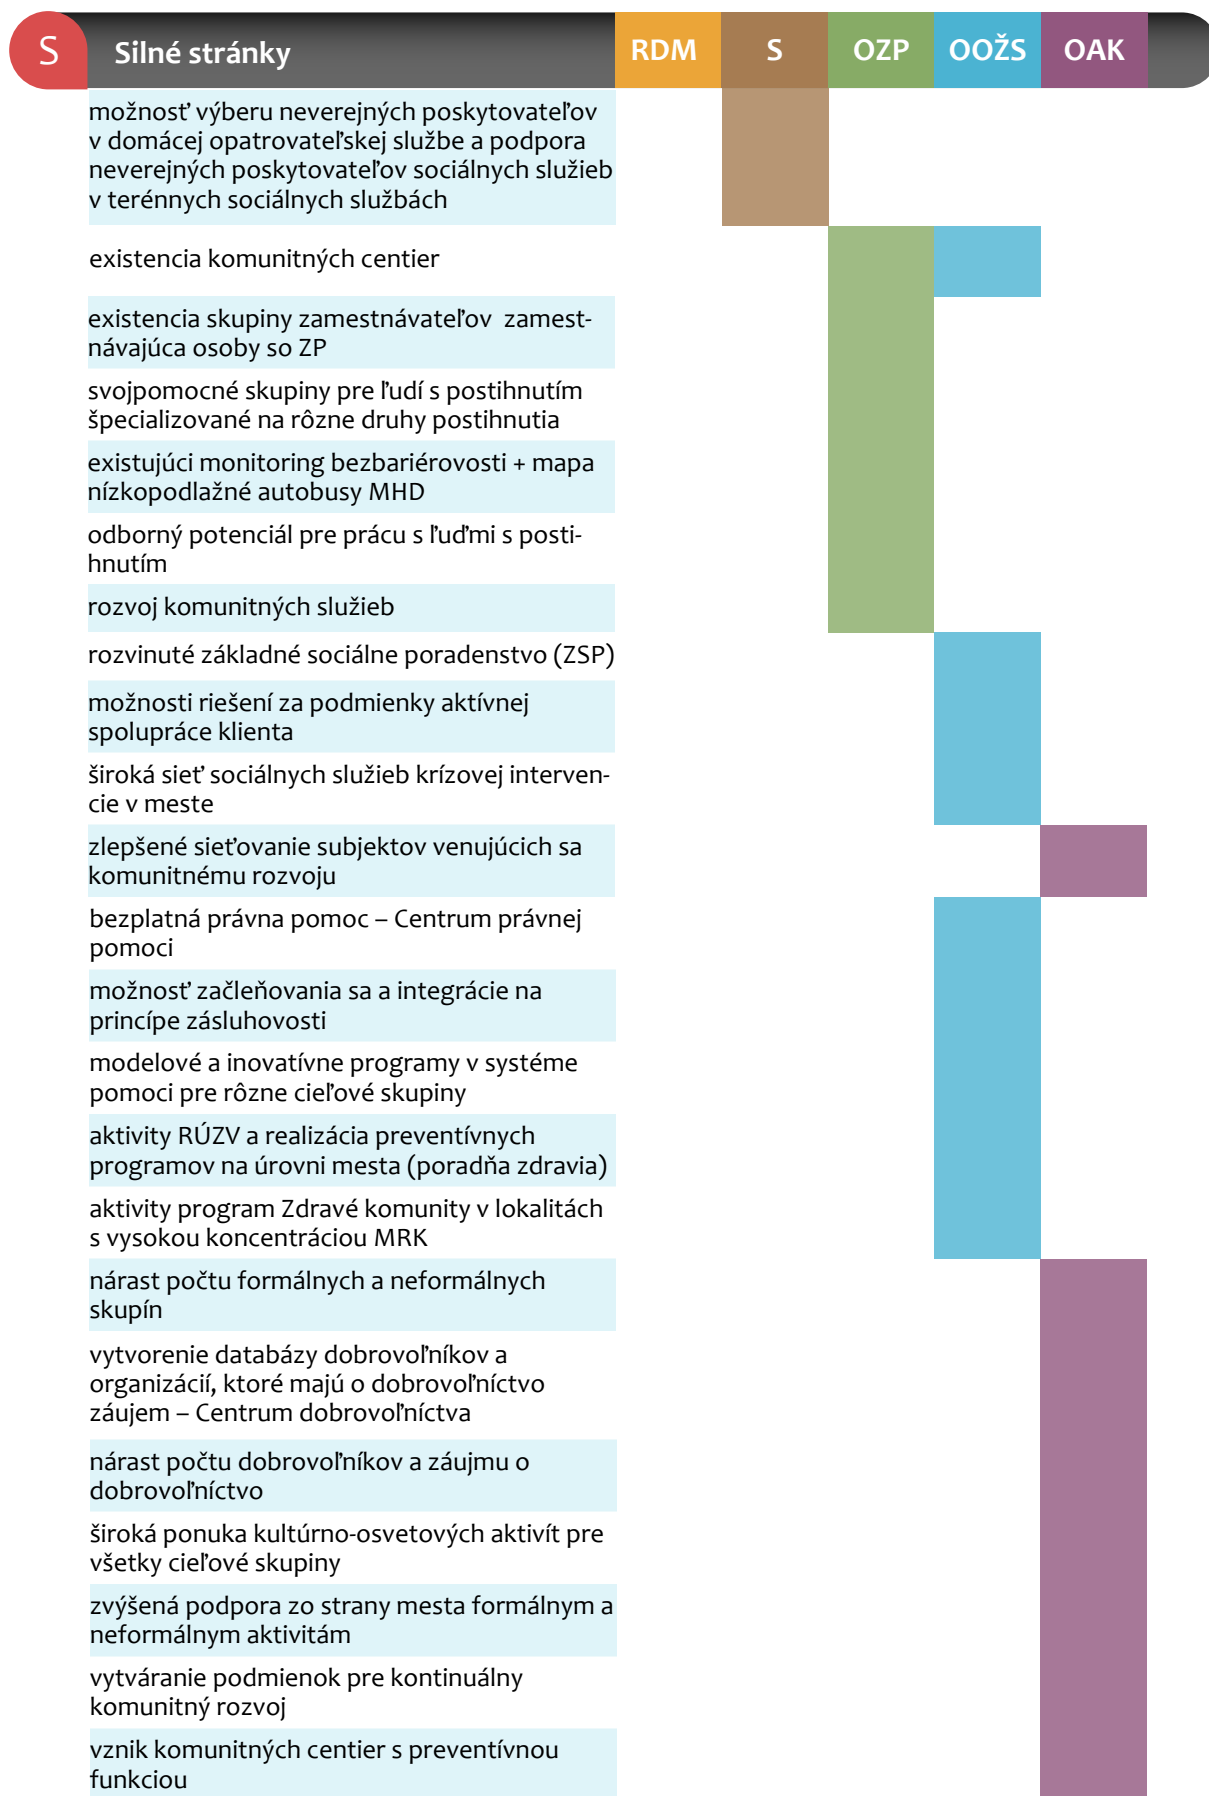 S Silné stránky RDM S OZP OOŽS OAK
možnosť výberu neverejných poskytovateľov
v domácej opatrovateľskej službe a podpora
neverejných poskytovateľov sociálnych služieb
v terénnych sociálnych službách
existencia komunitných centier
existencia skupiny zamestnávateľov zamest-
návajúca osoby so ZP
svojpomocné skupiny pre ľudí s postihnutím
špecializované na rôzne druhy postihnutia
existujúci monitoring bezbariérovosti + mapa
nízkopodlažné autobusy MHD
odborný potenciál pre prácu s ľuďmi s posti-
hnutím
rozvoj komunitných služieb
rozvinuté základné sociálne poradenstvo (ZSP)
možnosti riešení za podmienky aktívnej
spolupráce klienta
široká sieť sociálnych služieb krízovej interven-
cie v meste
zlepšené sieťovanie subjektov venujúcich sa
komunitnému rozvoju
bezplatná právna pomoc – Centrum právnej
pomoci
možnosť začleňovania sa a integrácie na
princípe zásluhovosti
modelové a inovatívne programy v systéme
pomoci pre rôzne cieľové skupiny
aktivity RÚZV a realizácia preventívnych
programov na úrovni mesta (poradňa zdravia)
aktivity program Zdravé komunity v lokalitách
s vysokou koncentráciou MRK
nárast počtu formálnych a neformálnych
skupín
vytvorenie databázy dobrovoľníkov a
organizácií, ktoré majú o dobrovoľníctvo
záujem – Centrum dobrovoľníctva
nárast počtu dobrovoľníkov a záujmu o
dobrovoľníctvo
široká ponuka kultúrno-osvetových aktivít pre
všetky cieľové skupiny
zvýšená podpora zo strany mesta formálnym a
neformálnym aktivitám
vytváranie podmienok pre kontinuálny
komunitný rozvoj
vznik komunitných centier s preventívnou
funkciou